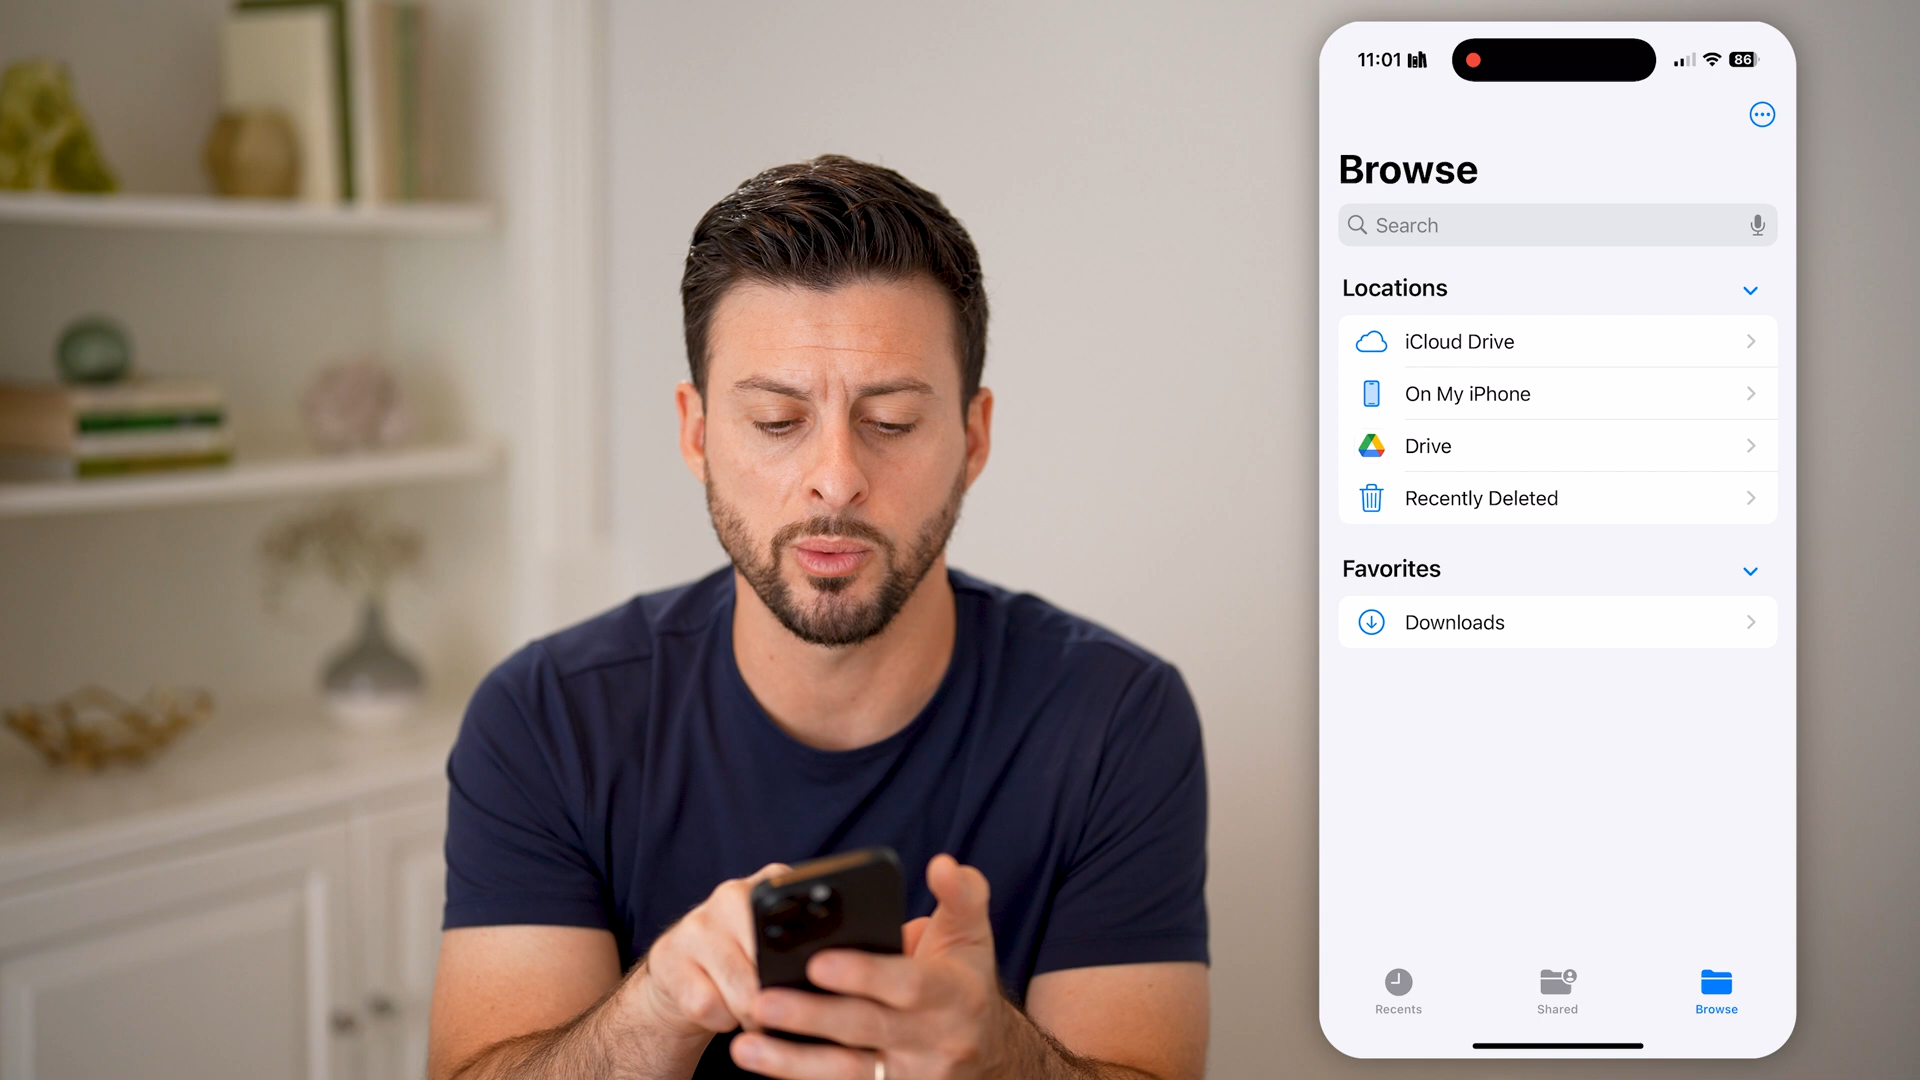 11:01
86
Browse
Search
Locations
iCloud Drive
On My iPhone
Drive
Recently Deleted
Favorites
Downloads
Recents
Shared
Browse